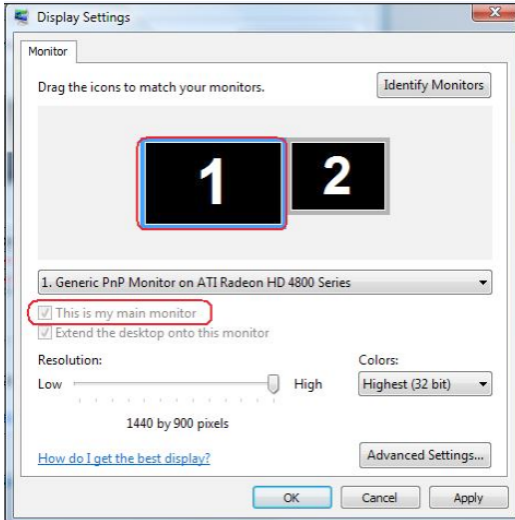 Display Settings
Monitor
Drag the icons to match your monitors.
Identify Monitors
1
2
1. Generic PnP Monitor on ATI Radeon HD 4800 Series
This is my main monitor
Extend the desktop onto this monitor
Resolution:
Colors:
Low
High
Highest (32 bit)
1440 by 900 pixels
How do I get the best display?
Advanced Settings...
OK
Cancel
Apply